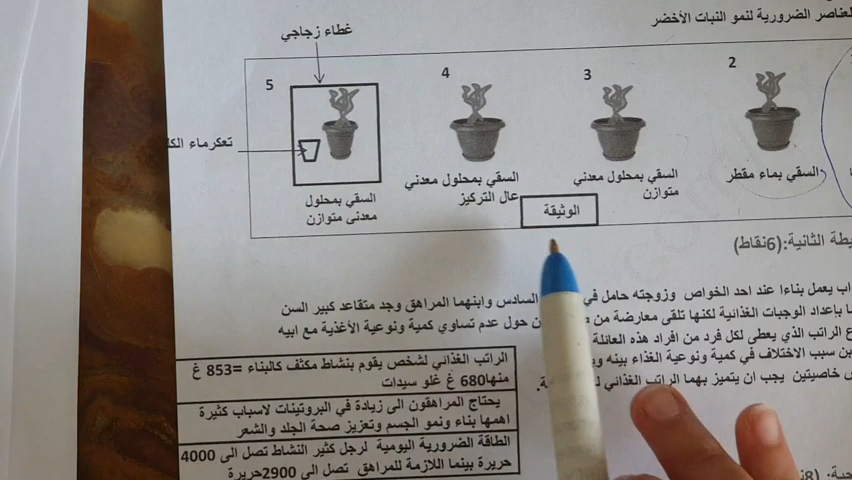 لعناصر الضرورية لنمو النبات الأخضر
غطاء زجاجي
2
3
4
5
تعكرماء
السقي بماء مقطر
السقي بمحلول معدني
متوازن
السقي بمحلول معدني
عال التركيز
السقي بمحلول
معدني متوازن
الوثيقة
الثانية:(6نقاط)
اب يعمل بناءا عند احد الخواص وزوجته حامل في السادس وابنهما المراهق وجد متقاعد كبير السن
بإعداد الوجبات الغذائية لكنها تلقى معارضة من حول عدم تساوي كمية ونوعية الأغذية مع ابيه
الراتب الذي يعطى لكل فرد من افراد هذه العائلة
سبب الاختلاف في كمية ونوعية الغذاء بينه
خاصيتين يجب ان يتميز بهما الراتب الغذائي
الراتب الغذائي لشخص يقوم بنشاط مكثف كالبناء =853 غ
منها680 غ غلو سيدات
يحتاج المراهقون الى زيادة في البروتينات لاسباب كثيرة
اهمها بناء ونمو الجسم وتعزيز صحة الجلد والشعر
الطاقة الضرورية اليومية لرجل كثير النشاط تصل الى 4000
حريرة بينما اللازمة للمراهق تصل الى 2900حريرة